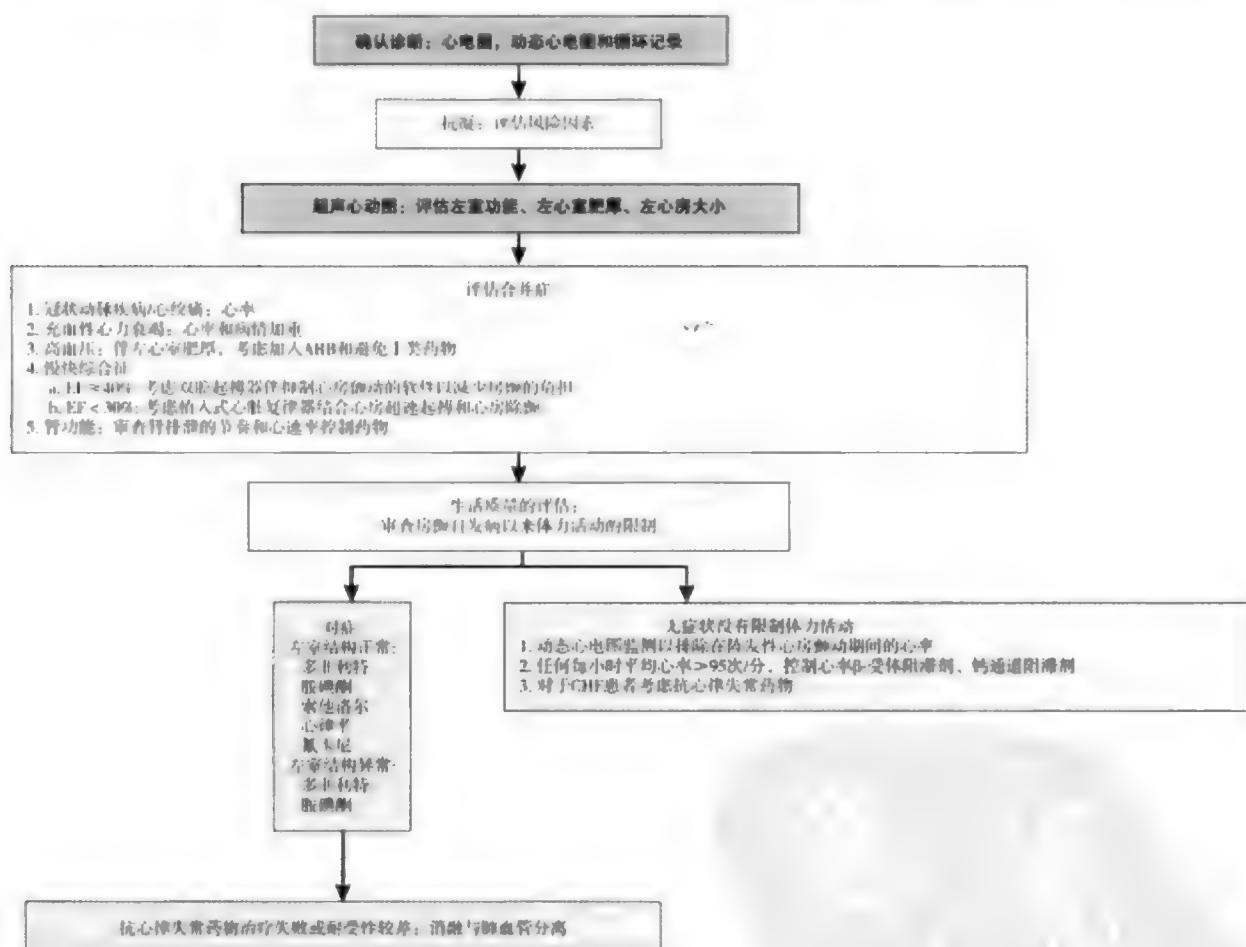 确认诊断：心电图，动态心电图和循环记录
抗凝：评估风险因素
超声心动图：评估左室功能、左心室肥厚、左心房大小
评估合并症
1. 冠状动脉疾病/心绞痛：心率
2. 充血性心力衰竭：心率和病情加重
3. 高血压：伴左心室肥厚，考虑加入ARB和避免Ⅰ类药物
4. 慢快综合征
a. EF≥40%：考虑双腔起搏器伴抑制心房颤动的软件以减少房颤的负担
b. EF＜30%：考虑植入式心脏复律器结合心房超速起搏和心房除颤
5. 肾功能：审查肾排泄的节奏和心速率控制药物
生活质量的评估：
审查房颤自发病以来体力活动的限制
对症
左室结构正常：
多非利特
胺碘酮
索他洛尔
心律平
氟卡尼
左室结构异常：
多非利特
胺碘酮
无症状没有限制体力活动
1. 动态心电图监测以排除在阵发性心房颤动期间的心率
2. 任何每小时平均心率＞95次/分，控制心率β-受体阻滞剂、钙通道阻滞剂
3. 对于CHF患者考虑抗心律失常药物
抗心律失常药物治疗失败或耐受性较差：消融与肺血管分离